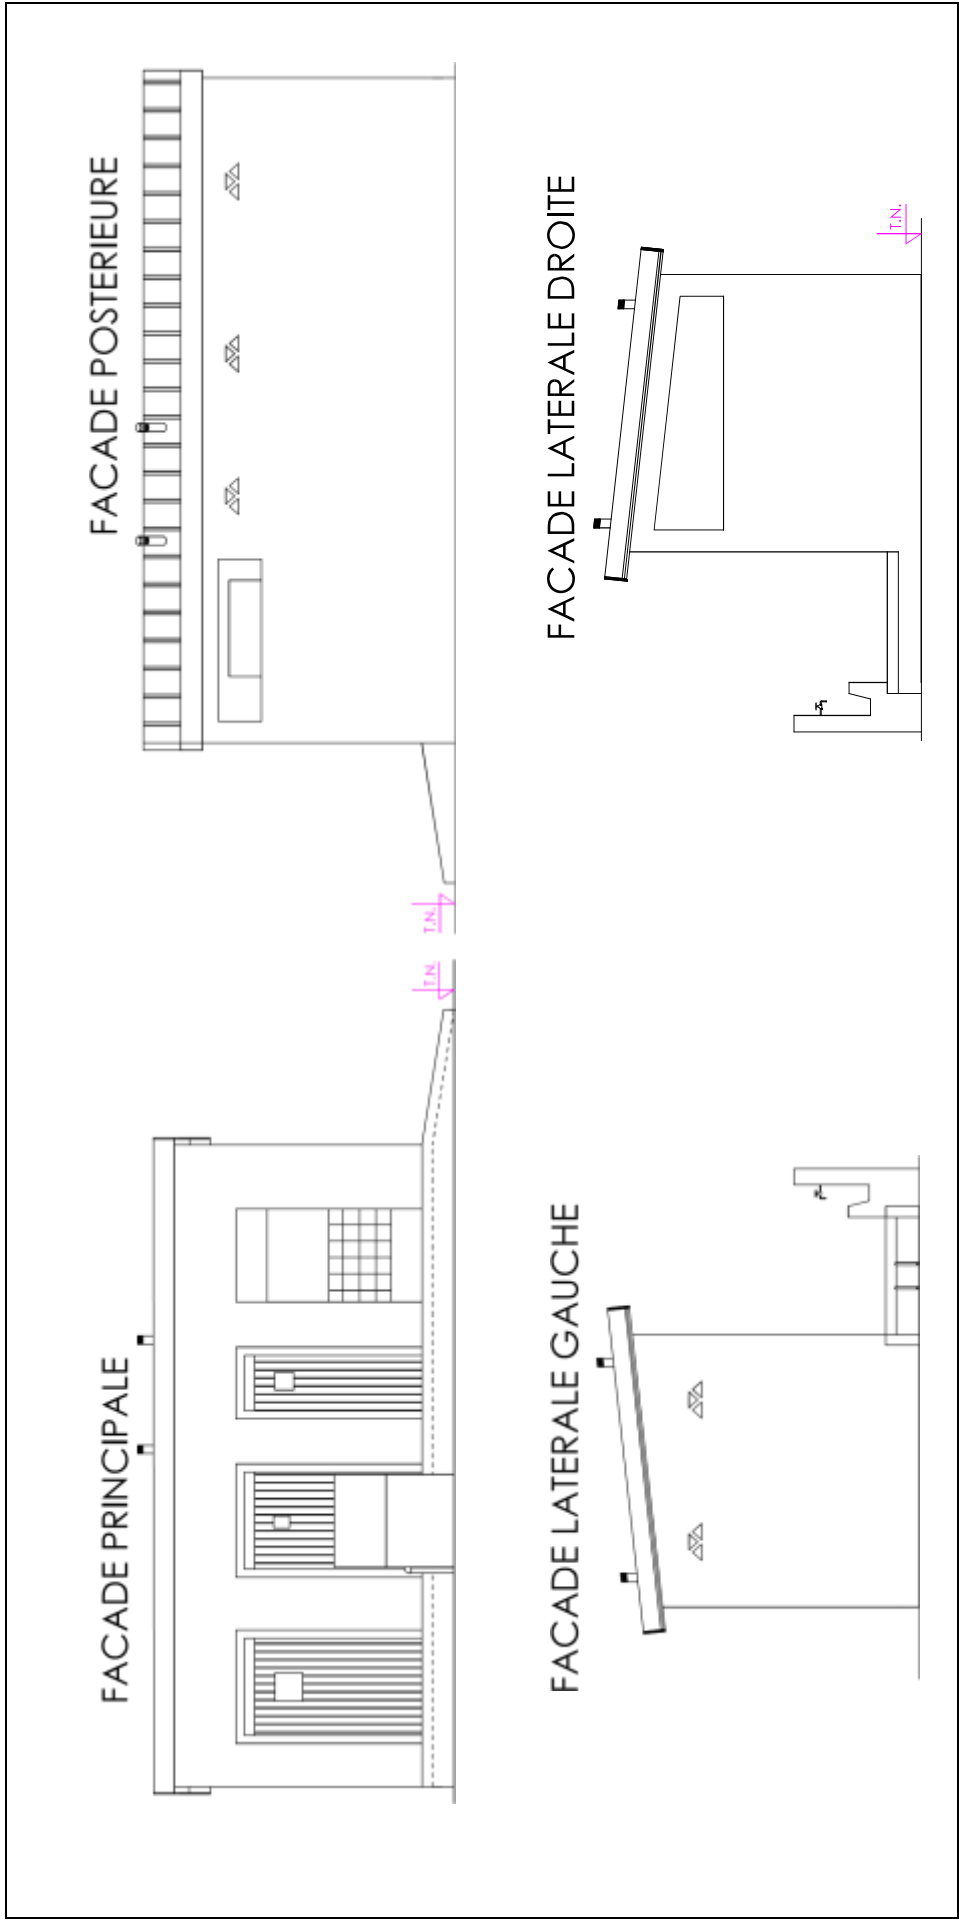 FACADE PRINCIPALE
T.N.
FACADE POSTERIEURE
T.N.
FACADE LATERALE GAUCHE
FACADE LATERALE DROITE
T.N.